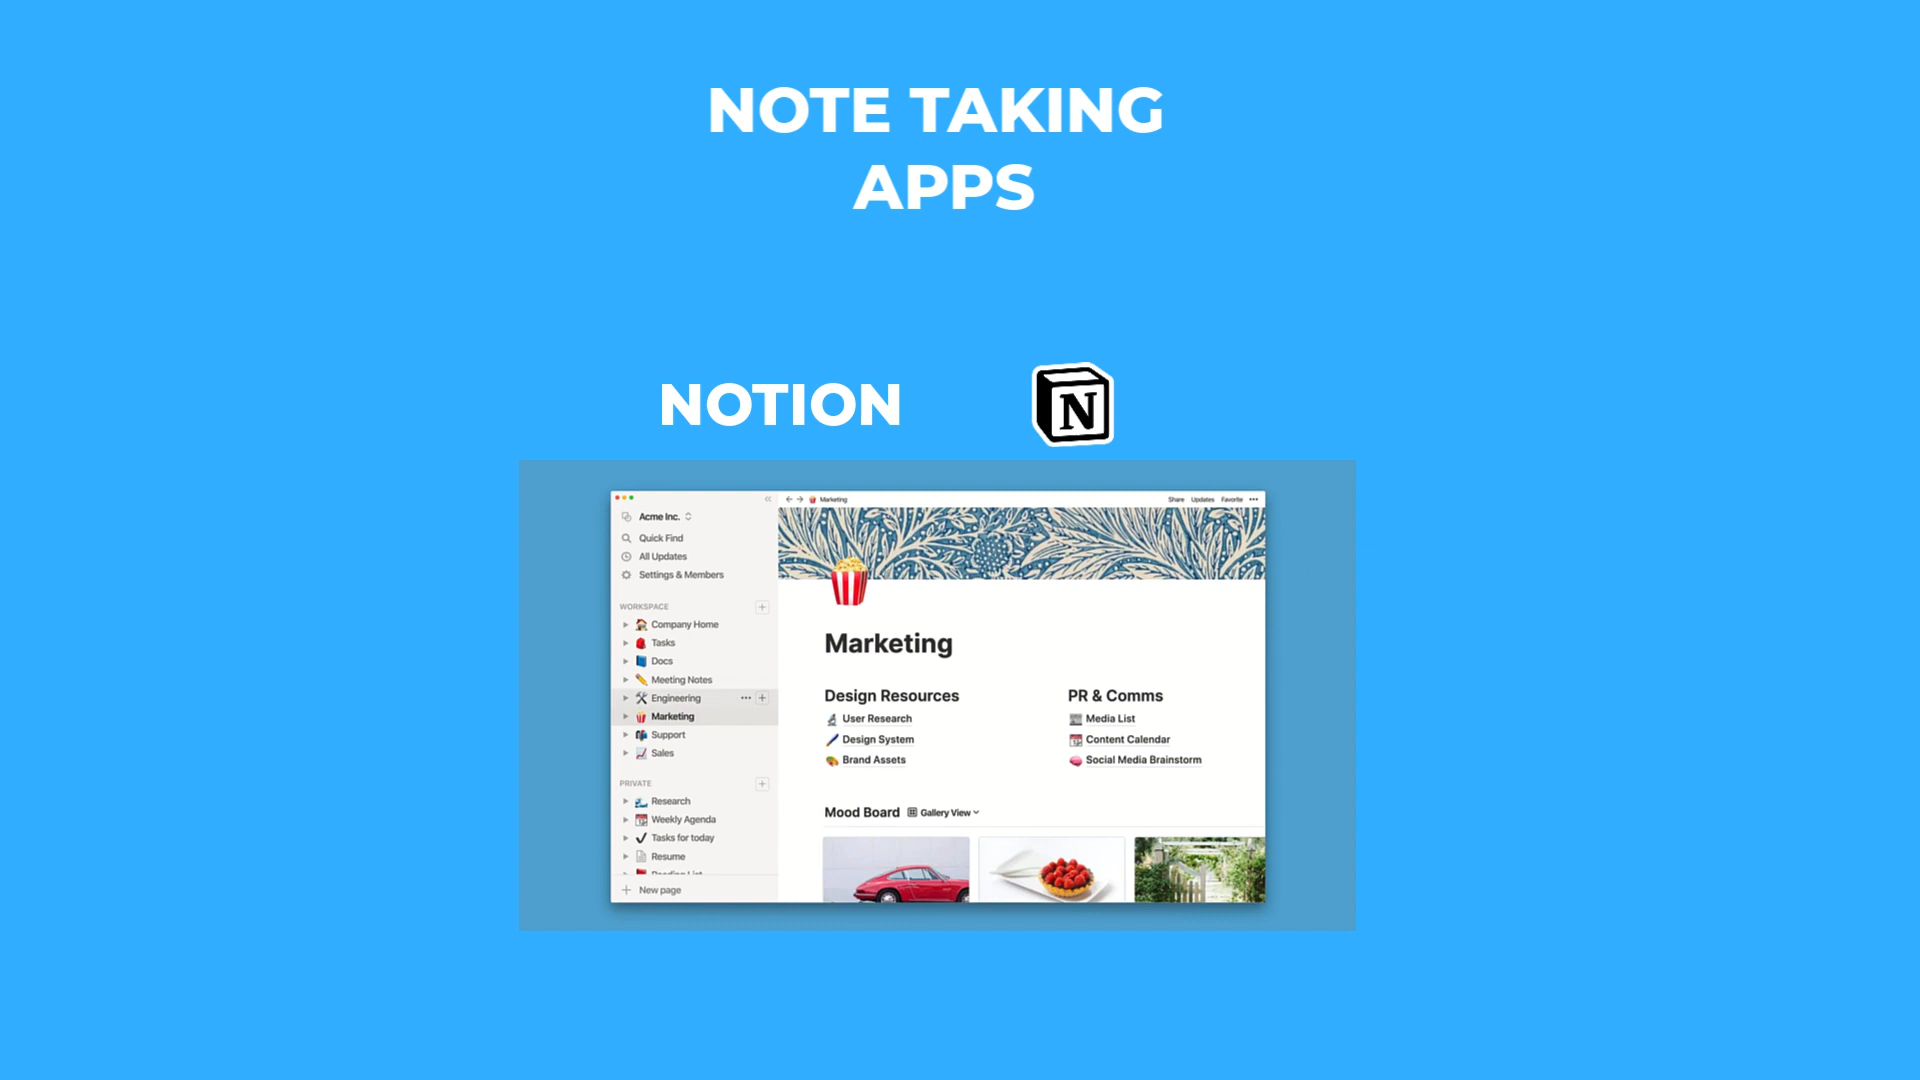 NOTE TAKING
APPS
NOTION
N
Acme Inc.
Quick Find
All Updates
Settings & Members
WORKSPACE
Company Home
Tasks
Docs
Meeting Notes
Engineering
Marketing
Support
Sales
PRIVATE
Research
Weekly Agenda
Tasks for today
Resume
Reading List
New page
Marketing
Share Updates Favorite
Marketing
Design Resources
User Research
Design System
Brand Assets
PR & Comms
Media List
Content Calendar
Social Media Brainstorm
Mood Board Gallery View